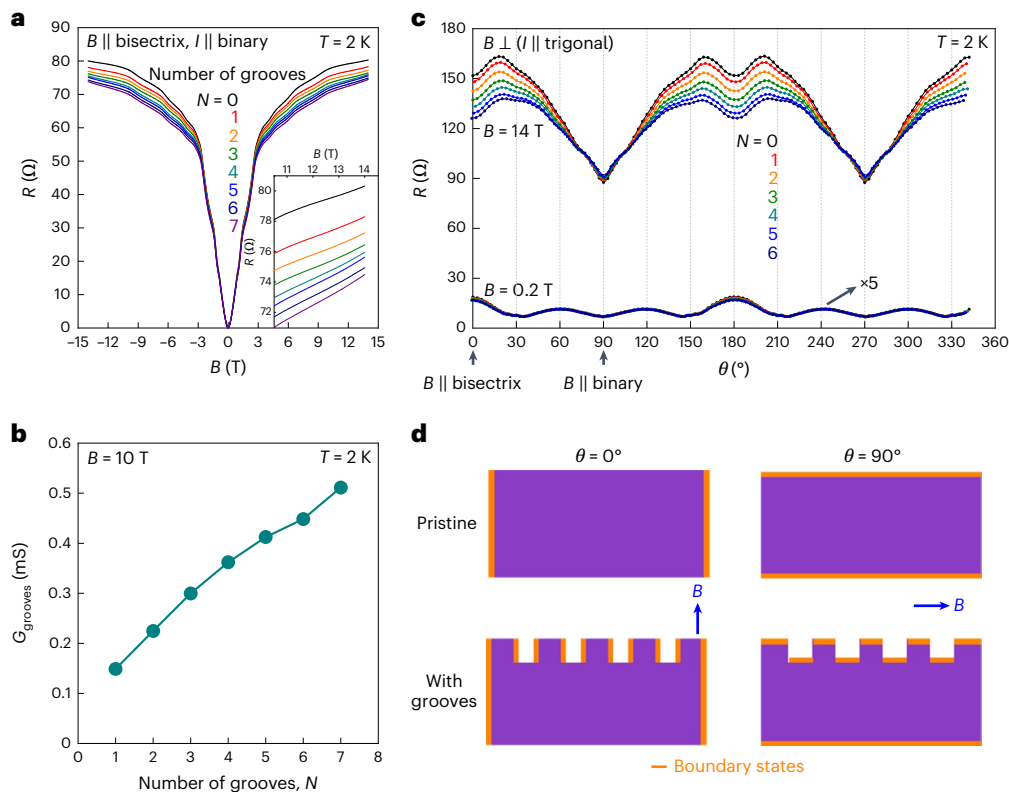 a
90
80
70
60
50
40
30
20
10
0
R (Ω)
B || bisectrix, I || binary
T = 2 K
Number of grooves
N = 0
1
2
3
4
5
6
7
B (T)
11 12 13 14
80
78
76
74
72
R (Ω)
−15 −12 −9 −6 −3 0 3 6 9 12 15
B (T)
c
180
150
120
90
60
30
0
R (Ω)
B ⊥ (I || trigonal)
T = 2 K
B = 14 T
N = 0
1
2
3
4
5
6
B = 0.2 T
×5
0 30 60 90 120 150 180 210 240 270 300 330 360
θ (°)
B || bisectrix
B || binary
b
0.6
0.5
0.4
0.3
0.2
0.1
0
Ggrooves (mS)
B = 10 T
T = 2 K
0 1 2 3 4 5 6 7 8
Number of grooves, N
d
θ = 0°
θ = 90°
Pristine
B
B
With
grooves
Boundary states